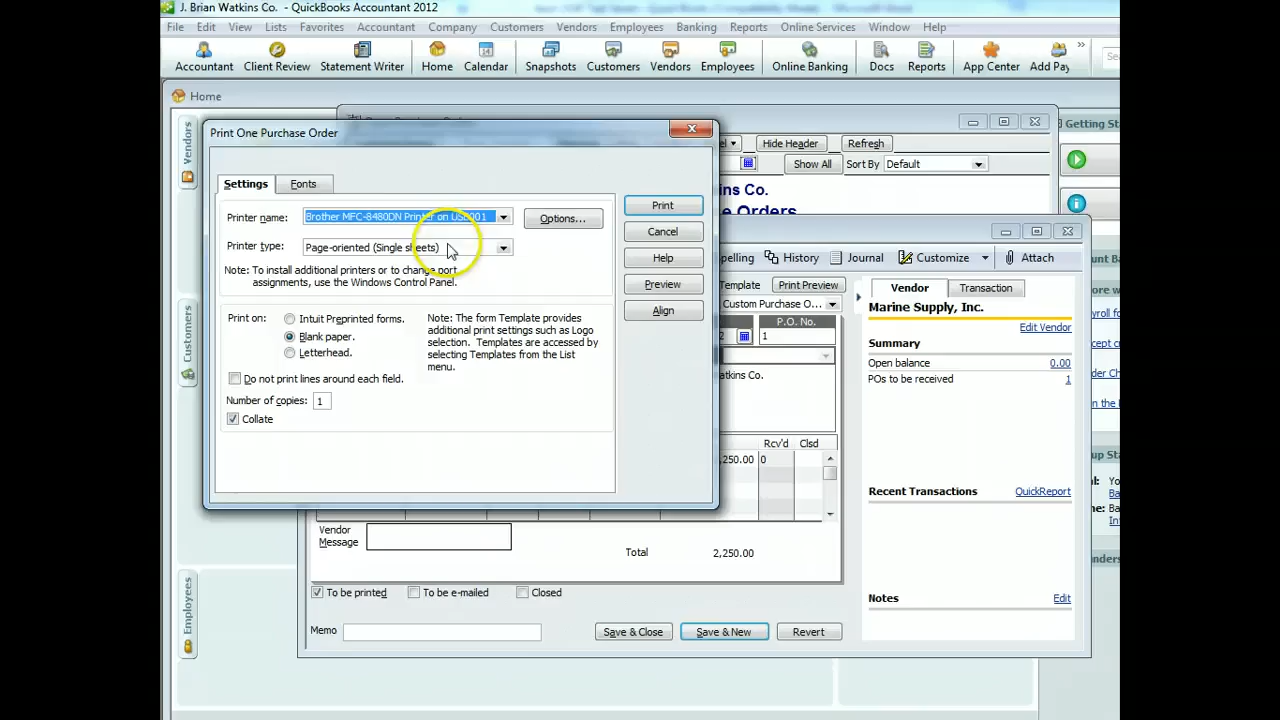 J. Brian Watkins Co. - QuickBooks Accountant 2012
File Edit View Lists Favorites Accountant Company Customers Vendors Employees Banking Reports Online Services Window Help
Accountant Client Review Statement Writer Home Calendar Snapshots Customers Vendors Employees Online Banking Docs Reports App Center Add Pay
Home
Vendors
Customers
Employees
Print One Purchase Order
Settings Fonts
Printer name: Brother MFC-8480DN Printer on USB001 Options...
Printer type: Page-oriented (Single sheets)
Note: To install additional printers or to change port
assignments, use the Windows Control Panel.
Print on: Intuit Preprinted forms.
Blank paper.
Letterhead.
Note: The form Template provides
additional print settings such as Logo
selection. Templates are accessed by
selecting Templates from the List
menu.
Do not print lines around each field.
Number of copies: 1
Collate
Print
Cancel
Help
Preview
Align
Hide Header Refresh
Show All Sort By Default
Co.
Orders
Getting
History Journal Customize Attach
Print Preview
Custom Purchase O...
P.O. No.
1
Co.
Rcv'd Clsd
,250.00 0
Vendor
Message
Total 2,250.00
To be printed To be e-mailed Closed
Memo
Save & Close Save & New Revert
Vendor Transaction
Marine Supply, Inc.
Edit Vendor
Summary
Open balance 0.00
POs to be received 1
Recent Transactions QuickReport
Notes Edit